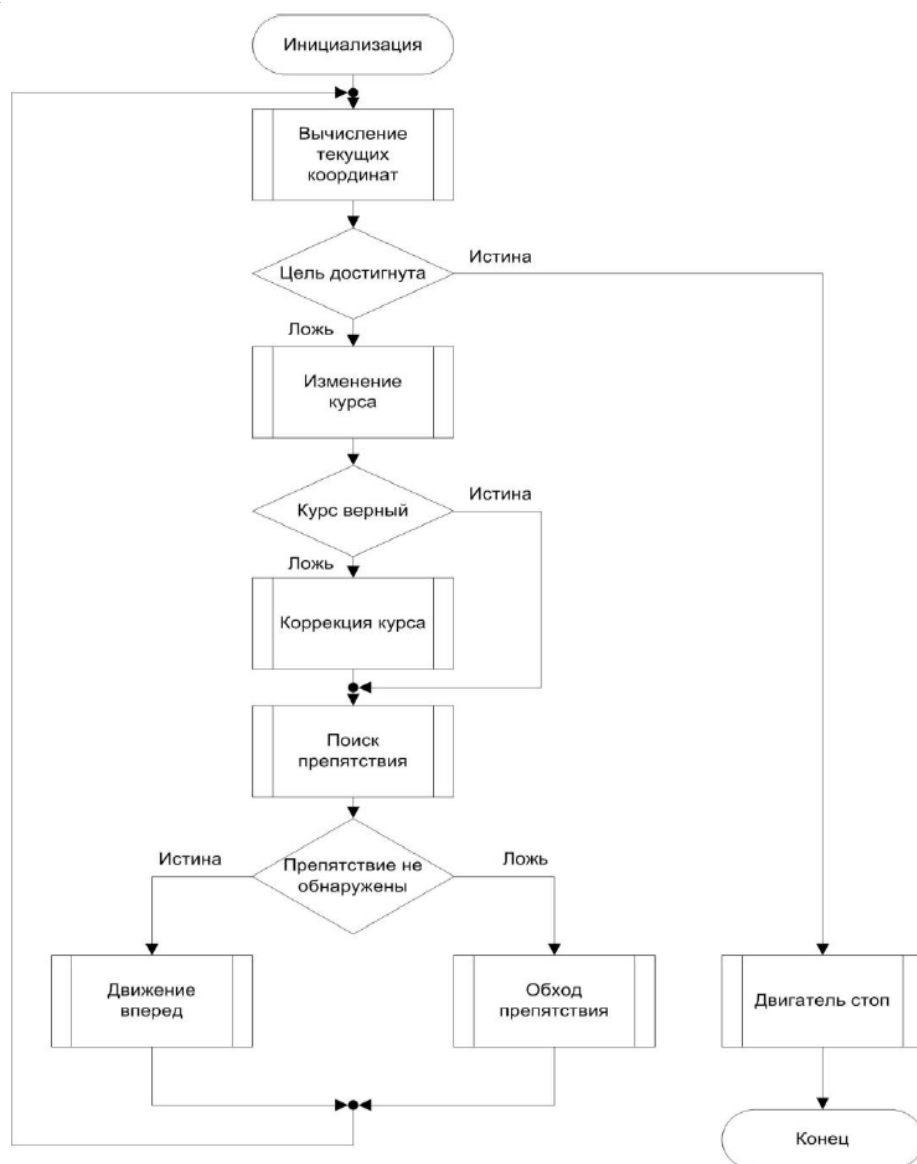 Инициализация
Вычисление
текущих
координат
Цель достигнута
Истина
Ложь
Изменение
курса
Курс верный
Истина
Ложь
Коррекция курса
Поиск
препятствия
Истина
Препятствие не
обнаружены
Ложь
Движение
вперед
Обход
препятствия
Двигатель стоп
Конец